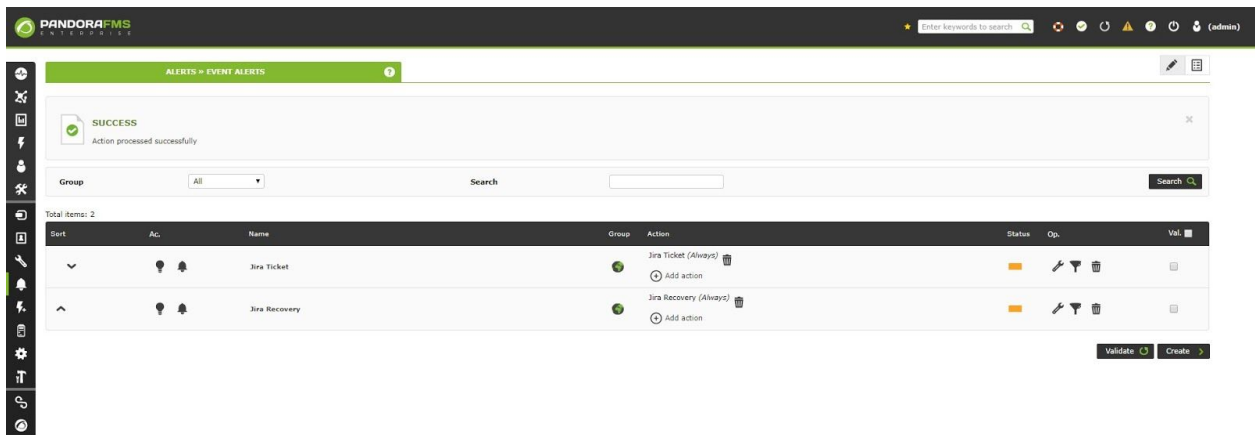 PANDORAFMS
ENTERPRISE
Enter keywords to search
(admin)
ALERTS » EVENT ALERTS
SUCCESS
Action processed successfully
Group All Search
Search
Total items: 2
Sort Ac. Name Group Action Status Op. Val.
Jira Ticket Jira Ticket (Always)
Add action
Jira Recovery Jira Recovery (Always)
Add action
Validate Create